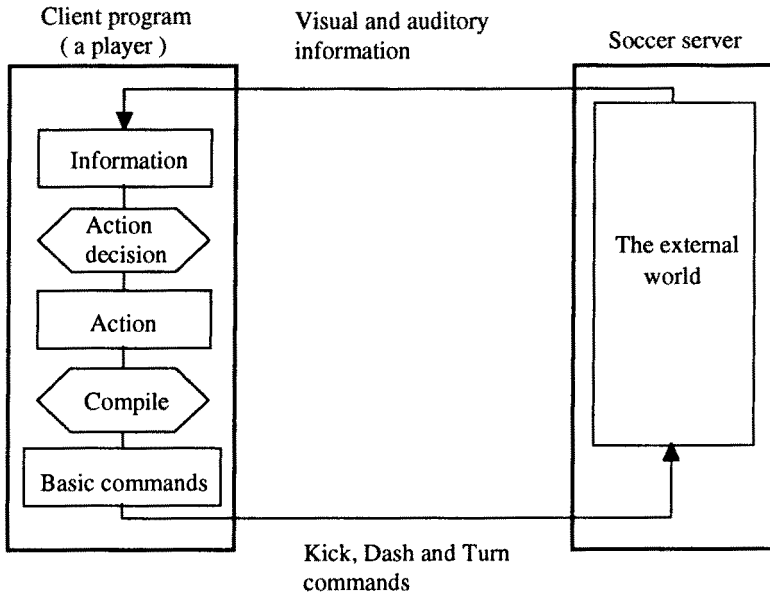 Client program
( a player )
Visual and auditory
information
Soccer server
Information
Action
decision
Action
Compile
Basic commands
The external
world
Kick, Dash and Turn
commands